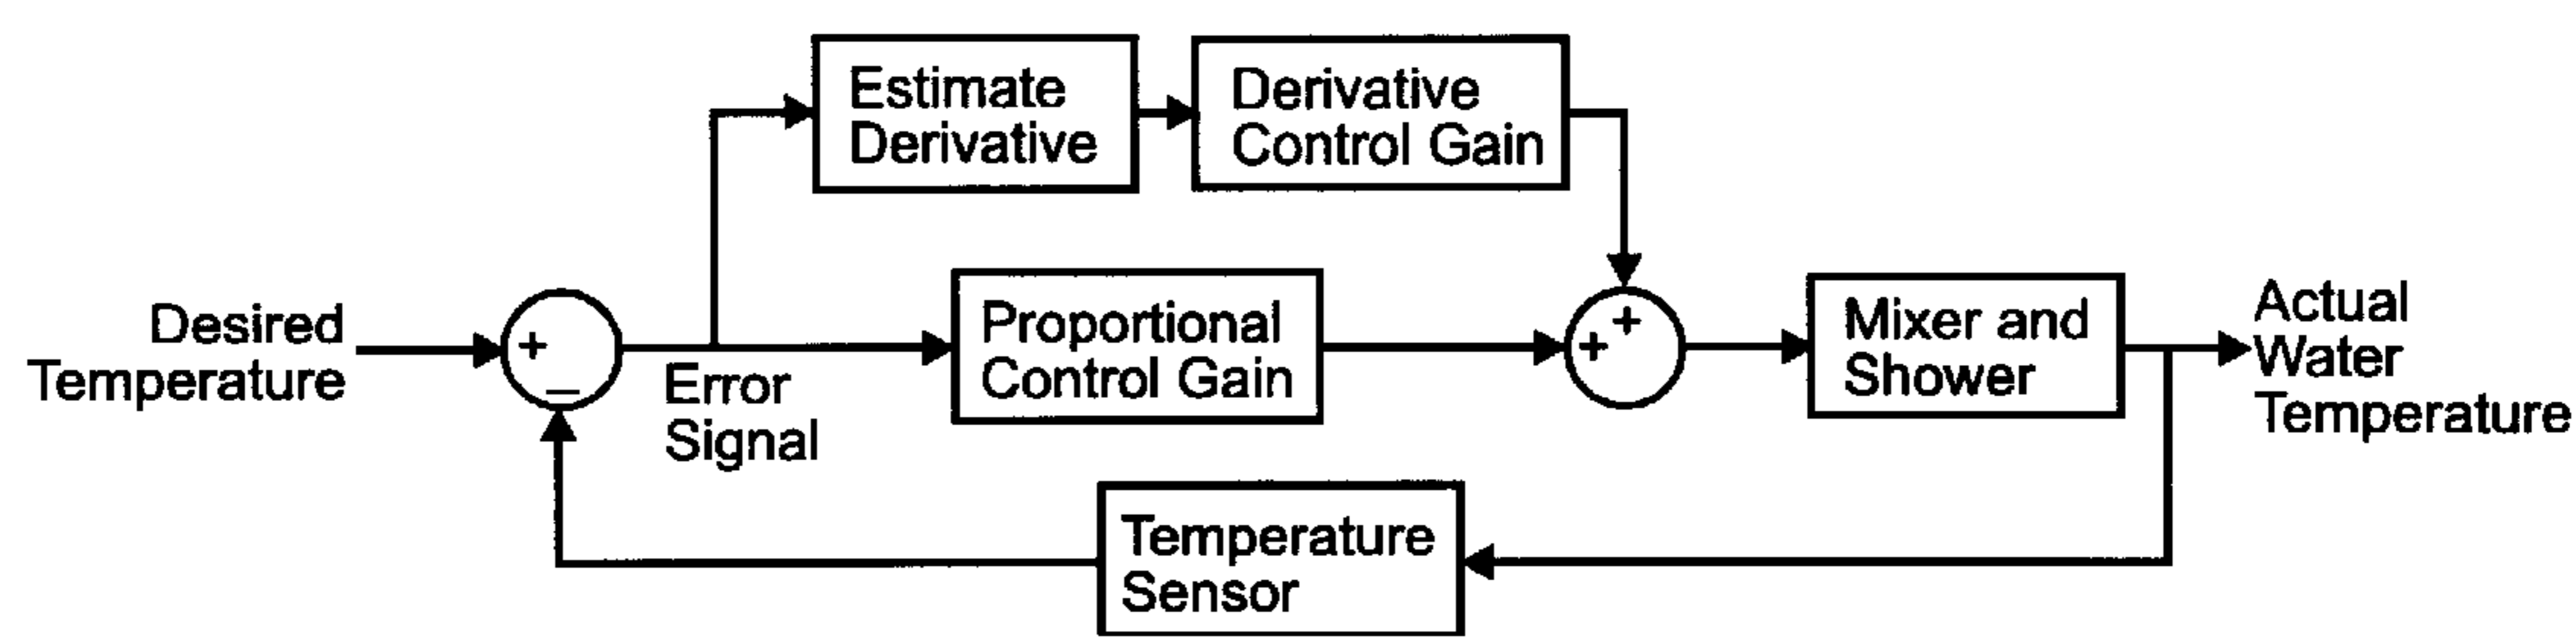 Estimate
Derivative
Derivative
Control Gain
Desired
Temperature
+
−
Error
Signal
Proportional
Control Gain
+
+
Mixer and
Shower
Actual
Water
Temperature
Temperature
Sensor